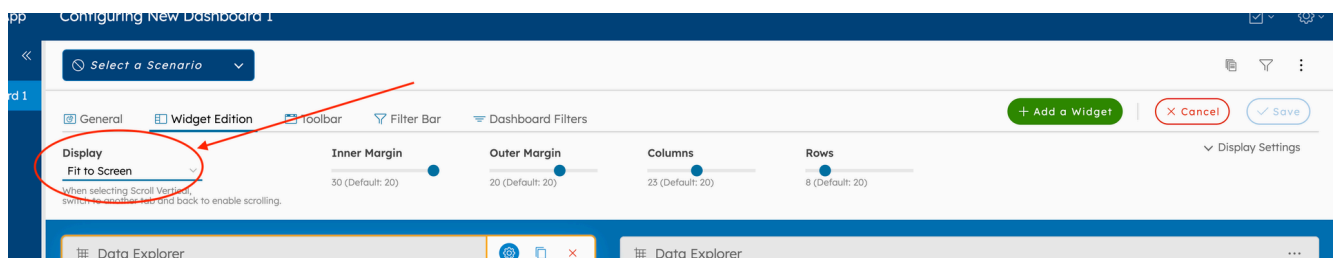 App
Configuring New Dashboard 1
Select a Scenario
rd 1
General
Widget Edition
Toolbar
Filter Bar
Dashboard Filters
+ Add a Widget
× Cancel
Save
Display
Inner Margin
Outer Margin
Columns
Rows
Display Settings
Fit to Screen
30 (Default: 20)
20 (Default: 20)
23 (Default: 20)
8 (Default: 20)
When selecting Scroll Vertical,
switch to another tab and back to enable scrolling.
Data Explorer
Data Explorer